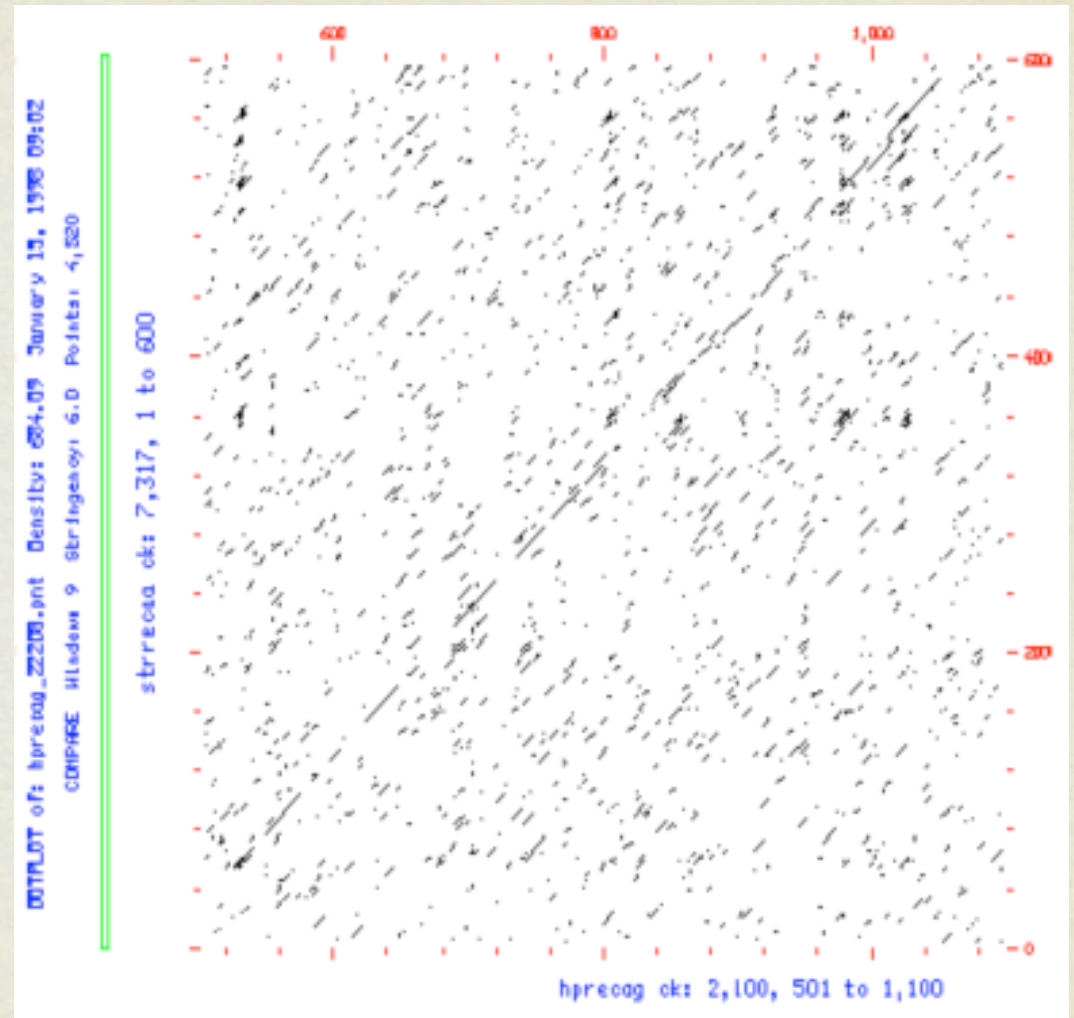 600 800 1,000
600
400
200
0
DOTPLOT of: hprecag_22200.pnt Density: 684.09 January 13, 1998 09:02
COMPARE Window: 9 Stringency: 6.0 Points: 4,520
strrecaa ck: 7,317, 1 to 600
hprecag ck: 2,100, 501 to 1,100